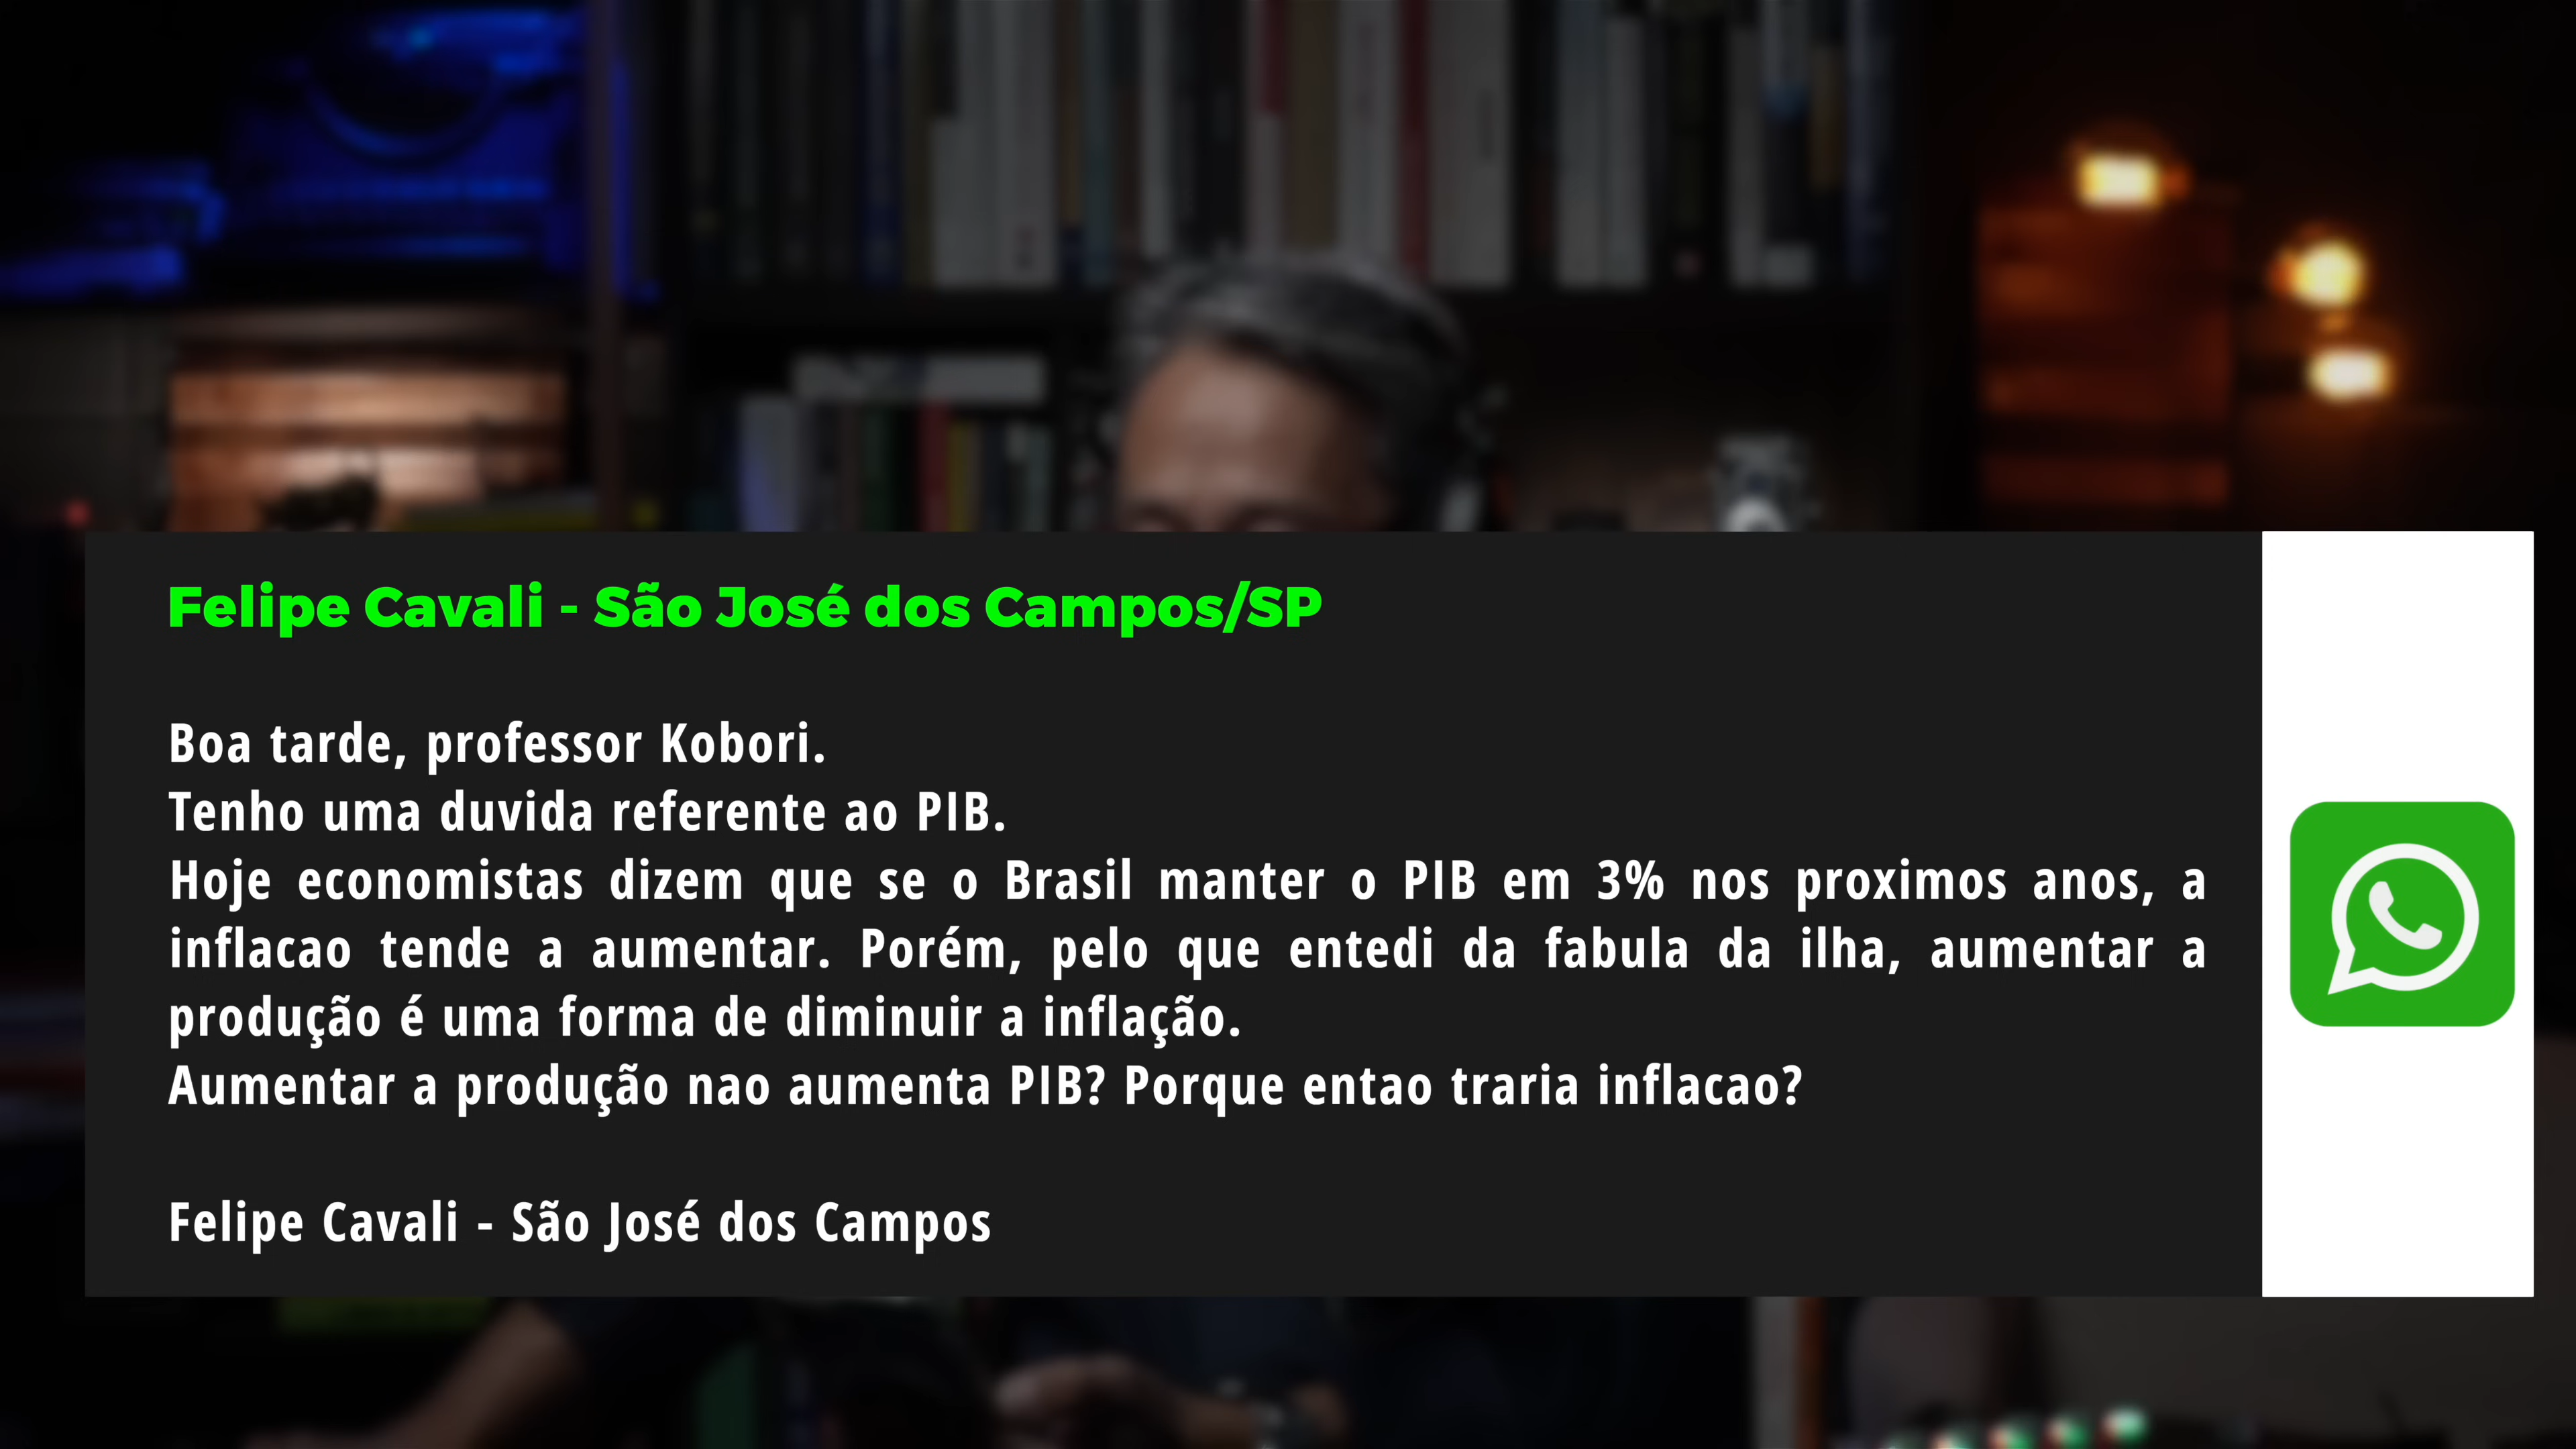 Felipe Cavali - São José dos Campos/SP
Boa tarde, professor Kobori.
Tenho uma duvida referente ao PIB.
Hoje economistas dizem que se o Brasil manter o PIB em 3% nos proximos anos, a
inflacao tende a aumentar. Porém, pelo que entedi da fabula da ilha, aumentar a
produção é uma forma de diminuir a inflação.
Aumentar a produção nao aumenta PIB? Porque entao traria inflacao?
Felipe Cavali - São José dos Campos